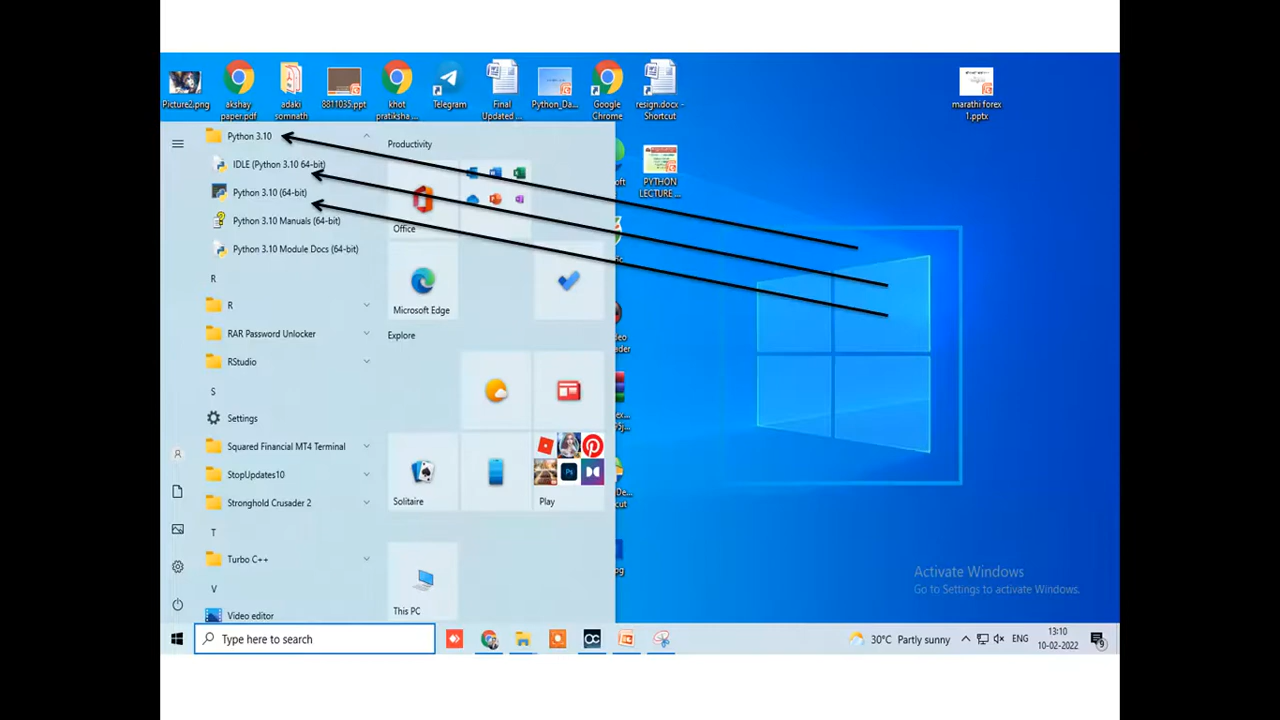 Picture2.png
akshay paper.pdf
adaki somnath
8811035.ppt
khot pratiksha ...
Telegram
Final Updated ...
Python_Da...
Google Chrome
resign.docx - Shortcut
marathi forex 1.pptx
PYTHON LECTURE ...
Python 3.10
IDLE (Python 3.10 64-bit)
Python 3.10 (64-bit)
Python 3.10 Manuals (64-bit)
Python 3.10 Module Docs (64-bit)
R
R
RAR Password Unlocker
RStudio
S
Settings
Squared Financial MT4 Terminal
StopUpdates10
Stronghold Crusader 2
T
Turbo C++
V
Video editor
Productivity
Office
Microsoft Edge
Explore
Solitaire
Play
This PC
Activate Windows
Go to Settings to activate Windows.
Type here to search
30°C Partly sunny
ENG
13:10
10-02-2022